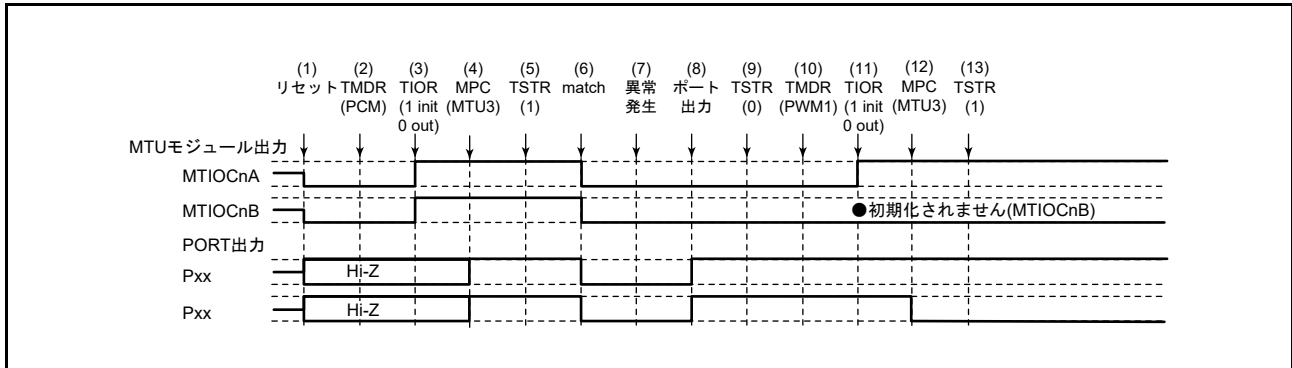 (1) (2) (3) (4) (5) (6) (7) (8) (9) (10) (11) (12) (13)
リセット TMDR TIOR MPC TSTR match 異常 ポート TSTR TMDR TIOR MPC TSTR
(PCM) (1 init (MTU3) (1) 発生 出力 (0) (PWM1) (1 init (MTU3) (1)
0 out) 0 out)
MTUモジュール出力
MTIOCnA
MTIOCnB ●初期化されません(MTIOCnB)
PORT出力
Pxx Hi-Z
Pxx Hi-Z